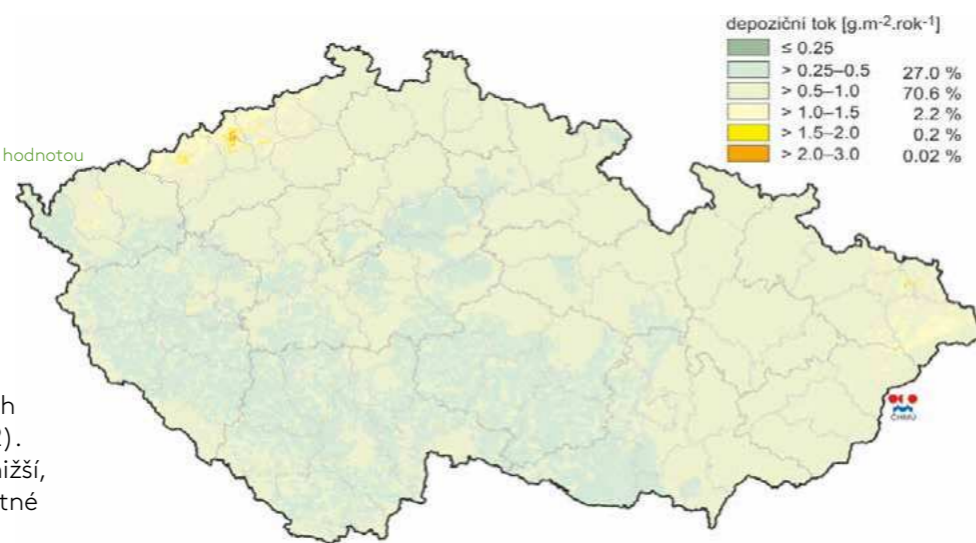 depoziční tok [g.m-2.rok-1]
≤ 0.25
> 0.25–0.5 27.0 %
> 0.5–1.0 70.6 %
> 1.0–1.5 2.2 %
> 1.5–2.0 0.2 %
> 2.0–3.0 0.02 %
hodnotou
ČHMÚ
h
).
nižší,
tné